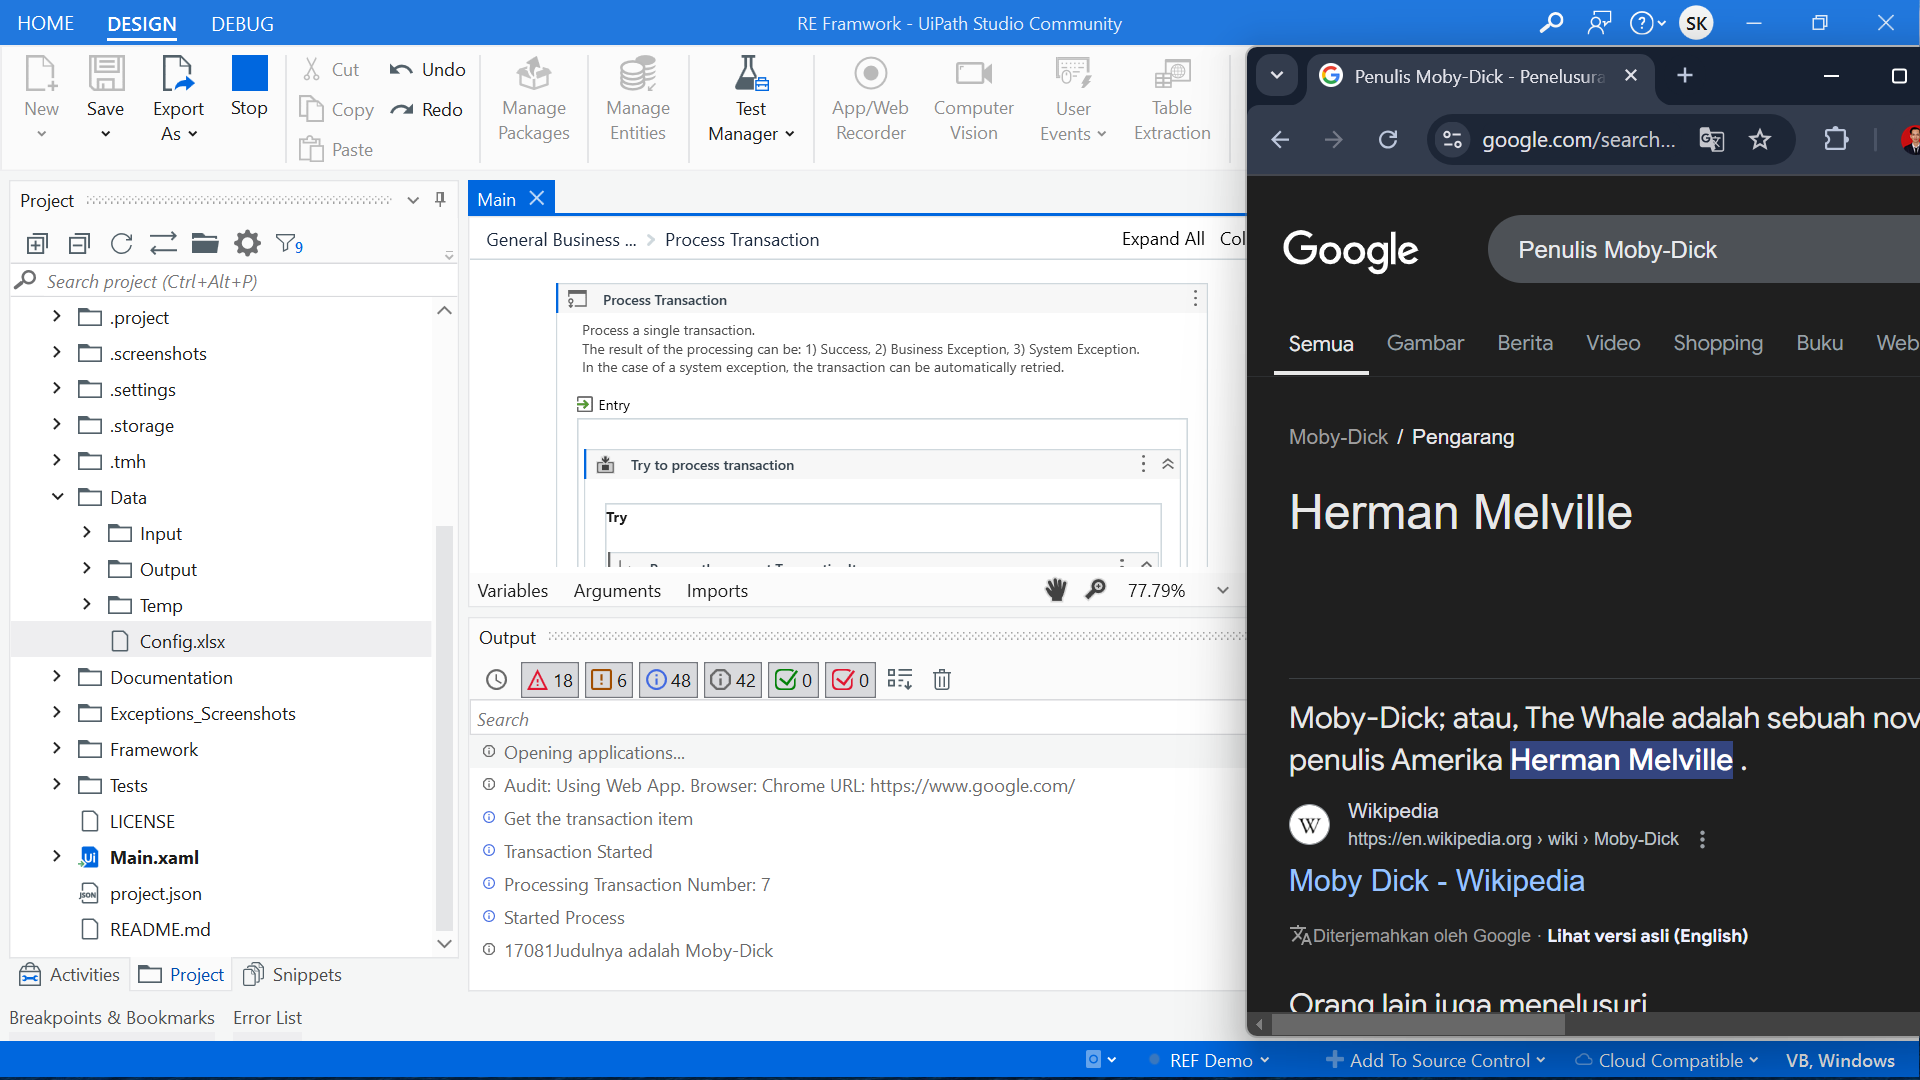 HOME
DESIGN
DEBUG
RE Framwork - UiPath Studio Community
SK
New
Save
Export As
Stop
Cut
Copy
Paste
Undo
Redo
Manage Packages
Manage Entities
Test Manager
App/Web Recorder
Computer Vision
User Events
Table Extraction
Project
9
Search project (Ctrl+Alt+P)
.project
.screenshots
.settings
.storage
.tmh
Data
Input
Output
Temp
Config.xlsx
Documentation
Exceptions_Screenshots
Framework
Tests
LICENSE
Main.xaml
project.json
README.md
Activities
Project
Snippets
Breakpoints & Bookmarks
Error List
Main
General Business ...
Process Transaction
Expand All
Col
Process Transaction
Process a single transaction.
The result of the processing can be: 1) Success, 2) Business Exception, 3) System Exception.
In the case of a system exception, the transaction can be automatically retried.
Entry
Try to process transaction
Try
Variables
Arguments
Imports
77.79%
Output
18
6
48
42
0
0
Search
Opening applications...
Audit: Using Web App. Browser: Chrome URL: https://www.google.com/
Get the transaction item
Transaction Started
Processing Transaction Number: 7
Started Process
17081Judulnya adalah Moby-Dick
REF Demo
Add To Source Control
Cloud Compatible
VB, Windows
Penulis Moby-Dick - Penelusura
google.com/search...
Google
Penulis Moby-Dick
Semua
Gambar
Berita
Video
Shopping
Buku
Web
Moby-Dick / Pengarang
Herman Melville
Moby-Dick; atau, The Whale adalah sebuah nov
penulis Amerika Herman Melville .
W
Wikipedia
https://en.wikipedia.org › wiki › Moby-Dick
Moby Dick - Wikipedia
Diterjemahkan oleh Google · Lihat versi asli (English)
Orang lain juga menelusuri